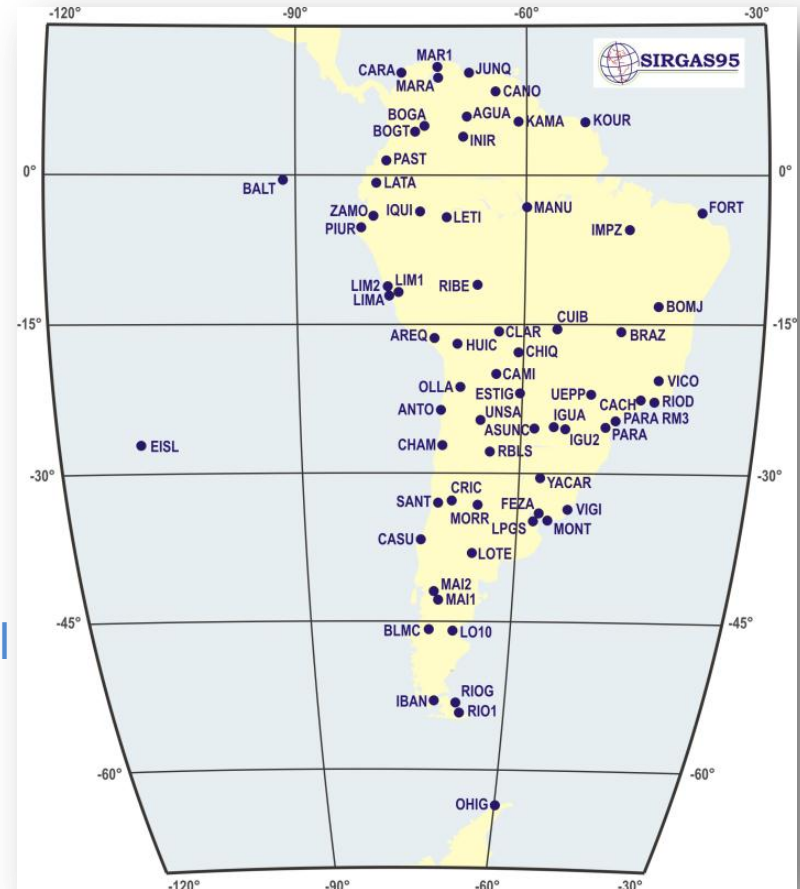 -120°
-90°
-60°
-30°
SIRGAS95
MAR1
CARA
JUNQ
MARA
CANO
BOGA
AGUA
KAMA
KOUR
BOGT
INIR
PAST
0°
0°
BALT
LATA
ZAMO
IQUI
LETI
MANU
FORT
PIUR
IMPZ
LIM2
LIM1
RIBE
LIMA
BOMJ
CUIB
-15°
-15°
AREQ
CLAR
BRAZ
HUIC
CHIQ
CAMI
VICO
OLLA
ESTIG
UEPP
CACH
RIOD
ANTO
UNSA
IGUA
PARA RM3
ASUNC
IGU2
PARA
EISL
CHAM
RBLS
-30°
-30°
YACAR
CRIC
SANT
FEZA
VIGI
MORR
LPGS
MONT
CASU
LOTE
MAI2
MAI1
-45°
-45°
BLMC
LO10
IBAN
RIOG
RIO1
-60°
-60°
OHIG
-120°
-90°
-60°
-30°